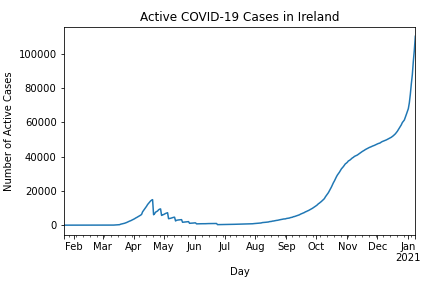 Active COVID-19 Cases in Ireland
Number of Active Cases
100000
80000
60000
40000
20000
0
Feb Mar Apr May Jun Jul Aug Sep Oct Nov Dec Jan
2021
Day